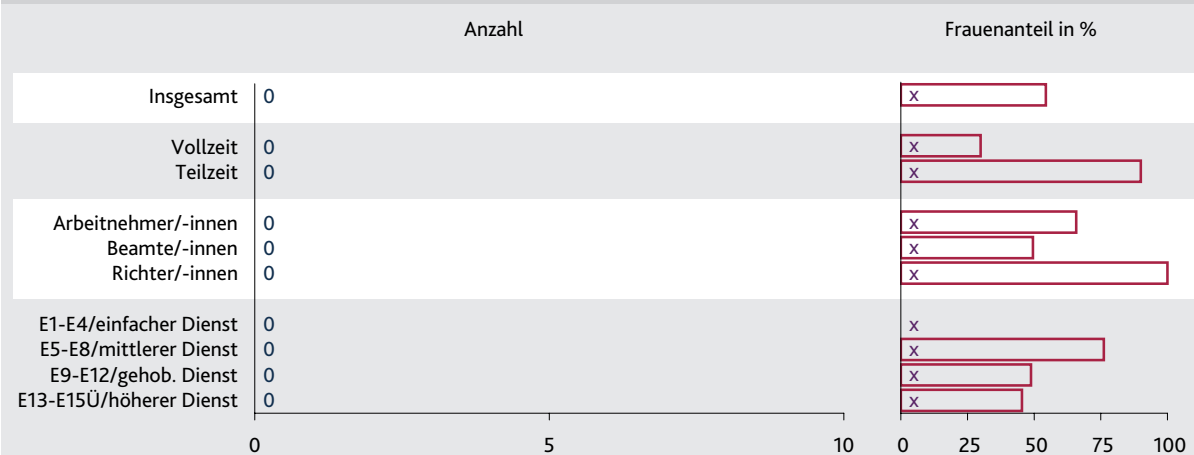 Anzahl Frauenanteil in %
Insgesamt 0 x
Vollzeit 0 x
Teilzeit 0 x
Arbeitnehmer/-innen 0 x
Beamte/-innen 0 x
Richter/-innen 0 x
E1-E4/einfacher Dienst 0 x
E5-E8/mittlerer Dienst 0 x
E9-E12/gehob. Dienst 0 x
E13-E15Ü/höherer Dienst 0 x
0 5 10 0 25 50 75 100